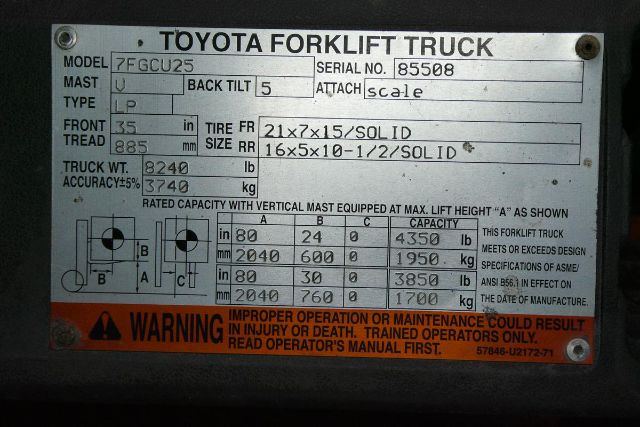 TOYOTA FORKLIFT TRUCK
MODEL 7FGCU25 SERIAL NO. 85508
MAST V BACK TILT 5 ATTACH scale
TYPE LP
FRONT TREAD 35 in TIRE SIZE FR 21x7x15/SOLID
885 mm RR 16x5x10-1/2/SOLID
TRUCK WT. 8240 lb
ACCURACY±5% 3740 kg
RATED CAPACITY WITH VERTICAL MAST EQUIPPED AT MAX. LIFT HEIGHT "A" AS SHOWN
A B C CAPACITY
in 80 24 0 4350 lb
mm 2040 600 0 1950 kg
in 80 30 0 3850 lb
mm 2040 760 0 1700 kg
B B A C
THIS FORKLIFT TRUCK
MEETS OR EXCEEDS DESIGN
SPECIFICATIONS OF ASME/
ANSI B56.1 IN EFFECT ON
THE DATE OF MANUFACTURE.
WARNING
IMPROPER OPERATION OR MAINTENANCE COULD RESULT
IN INJURY OR DEATH. TRAINED OPERATORS ONLY.
READ OPERATOR'S MANUAL FIRST. 57846-U2172-71